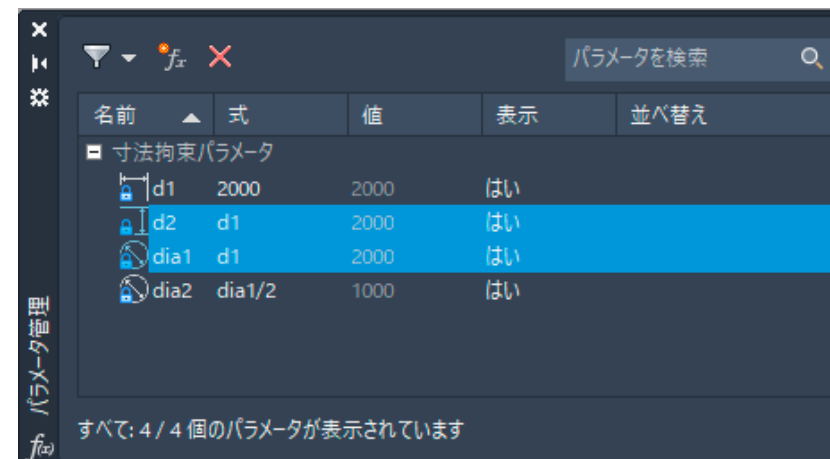 fx
パラメータを検索
名前 式 値 表示 並べ替え
寸法拘束パラメータ
d1 2000 2000 はい
d2 d1 2000 はい
dia1 d1 2000 はい
dia2 dia1/2 1000 はい
すべて: 4 / 4 個のパラメータが表示されています
パラメータ管理
f(x)